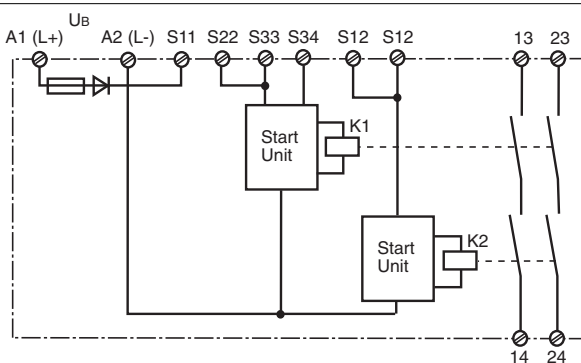 UB
A1 (L+) A2 (L-) S11 S22 S33 S34 S12 S12 13 23
K1
Start
Unit
K2
Start
Unit
14 24